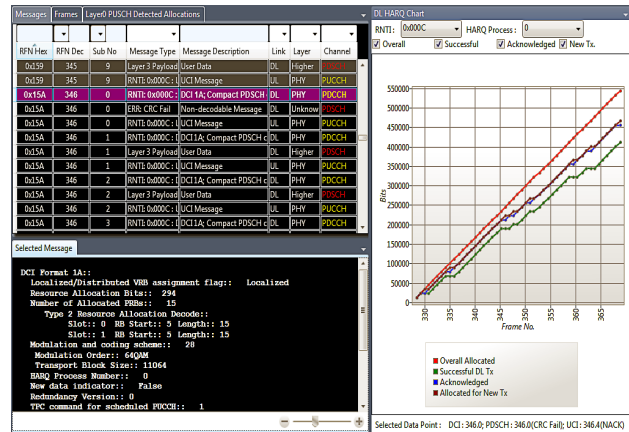 Messages Frames Layer0 PUSCH Detected Allocations
RFN Hex RFN Dec Sub No Message Type Message Description Link Layer Channel
0x159 345 9 Layer 3 Payload User Data DL Higher PDSCH
0x159 345 9 RNTI: 0x000C : U UCI Message UL PHY PUCCH
0x15A 346 0 RNTI: 0x000C : DCI 1A; Compact PDSCH DL PHY PDCCH
0x15A 346 0 ERR: CRC Fail Non-decodable Message DL Unknow PDSCH
0x15A 346 0 RNTI: 0x000C : U UCI Message UL PHY PUCCH
0x15A 346 1 RNTI: 0x000C : D DCI 1A; Compact PDSCH c DL PHY PDCCH
0x15A 346 1 Layer 3 Payload User Data DL Higher PDSCH
0x15A 346 1 RNTI: 0x000C : U UCI Message UL PHY PUCCH
0x15A 346 2 RNTI: 0x000C : D DCI 1A; Compact PDSCH c DL PHY PDCCH
0x15A 346 2 Layer 3 Payload User Data DL Higher PDSCH
0x15A 346 2 RNTI: 0x000C : U UCI Message UL PHY PUCCH
0x15A 346 3 RNTI: 0x000C : D DCI 1A; Compact PDSCH c DL PHY PDCCH
Selected Message
DCI Format 1A::
Localized/Distributed VRB assignment flag:: Localized
Resource Allocation Bits:: 294
Number of Allocated PRBs:: 15
Type 2 Resource Allocation Decode::
Slot:: 0 RB Start:: 5 Length:: 15
Slot:: 1 RB Start:: 5 Length:: 15
Modulation and coding scheme:: 28
Modulation Order:: 64QAM
Transport Block Size:: 11064
HARQ Process Number:: 0
New data indicator:: False
Redundancy Version:: 0
TPC command for scheduled PUCCH:: 1
DL HARQ Chart
RNTI: 0x000C HARQ Process: 0
Overall Successful Acknowledged New Tx.
550000
500000
450000
400000
350000
300000
250000
200000
150000
100000
50000
0
Bits
330 335 340 345 350 355 360 365
Frame No.
Overall Allocated
Successful DL Tx
Acknowledged
Allocated for New Tx
Selected Data Point : DCI : 346.0; PDSCH : 346.0(CRC Fail); UCI : 346.4(NACK)